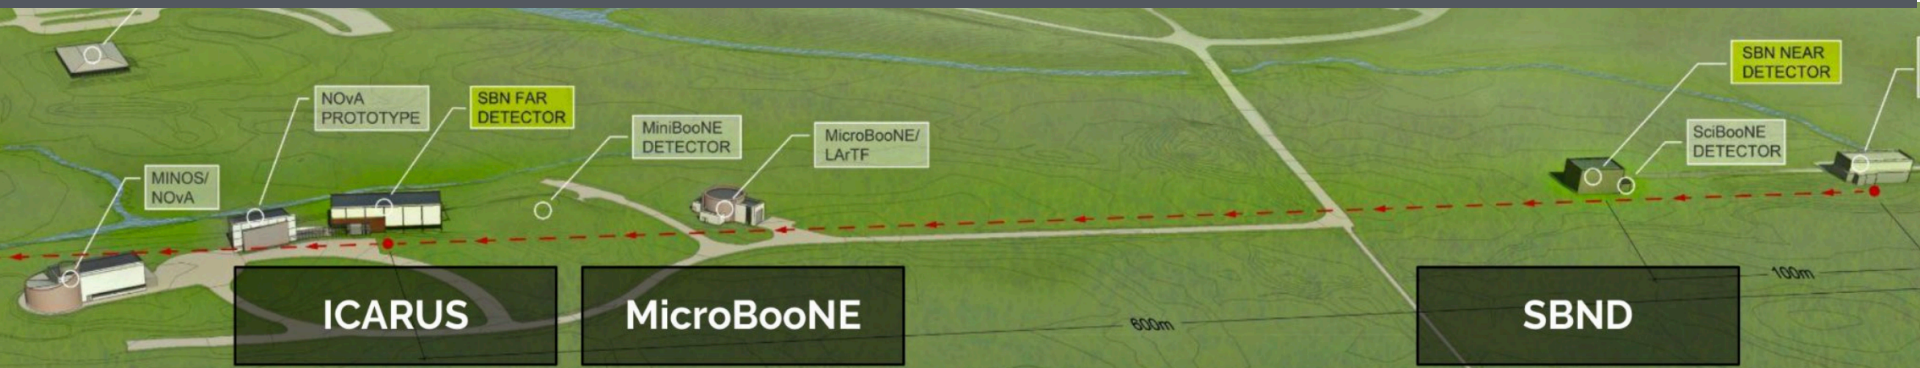 SBN NEAR
DETECTOR
NOvA
PROTOTYPE
SBN FAR
DETECTOR
MiniBooNE
DETECTOR
MicroBooNE/
LArTF
SciBooNE
DETECTOR
MINOS/
NOvA
100m
600m
ICARUS
MicroBooNE
SBND